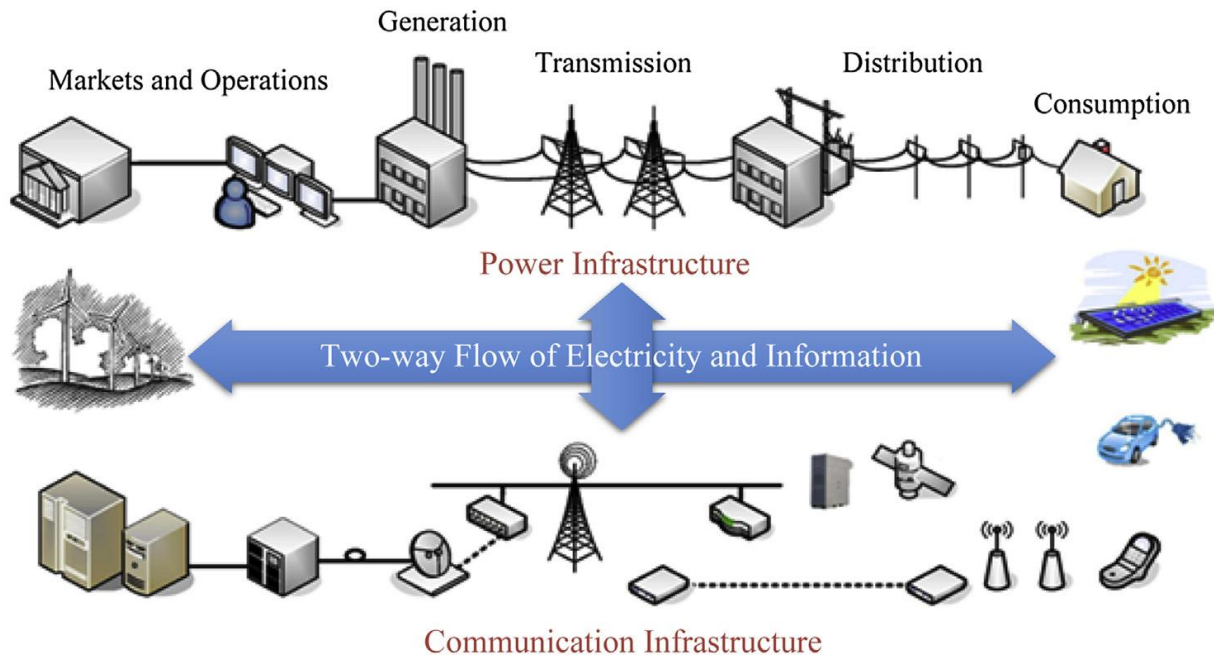 Generation
Markets and Operations
Transmission
Distribution
Consumption
Power Infrastructure
Two-way Flow of Electricity and Information
Communication Infrastructure